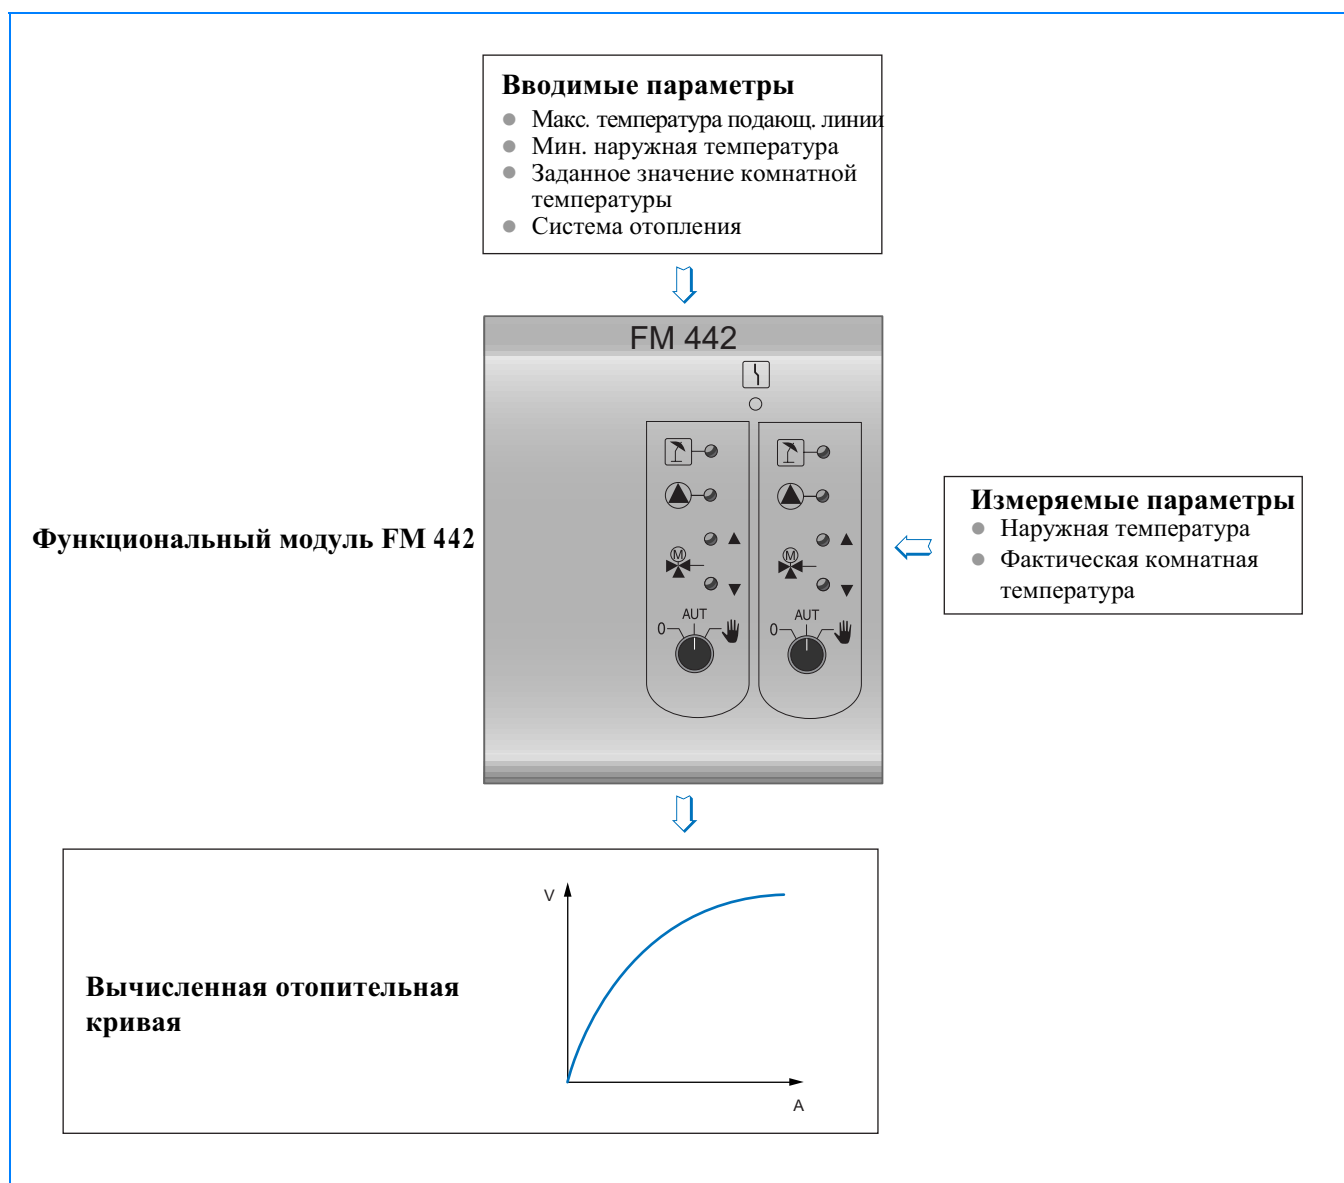 Вводимые параметры
Макс. температура подающ. линии
Мин. наружная температура
Заданное значение комнатной
температуры
Система отопления
FM 442
Функциональный модуль FM 442
Измеряемые параметры
Наружная температура
Фактическая комнатная
температура
M
M
AUT
0
AUT
0
Вычисленная отопительная
кривая
V
A